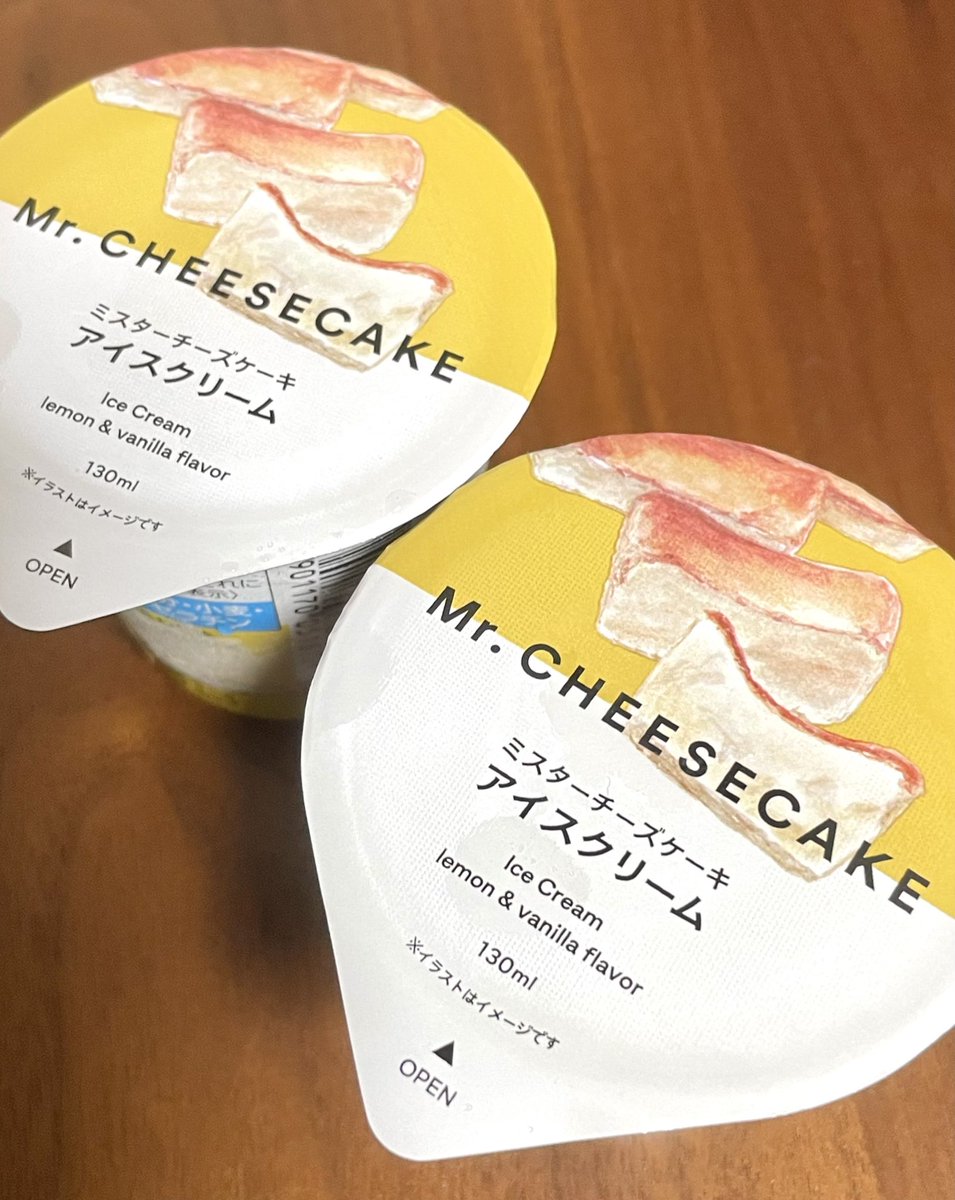 Mr. CHEESECAKE
ミスターチーズケーキ
アイスクリーム
Ice Cream
lemon & vanilla flavor
130ml
※イラストはイメージです
▲
OPEN
小麦・
Mr. CHEESECAKE
ミスターチーズケーキ
アイスクリーム
Ice Cream
lemon & vanilla flavor
130ml
※イラストはイメージです
▲
OPEN